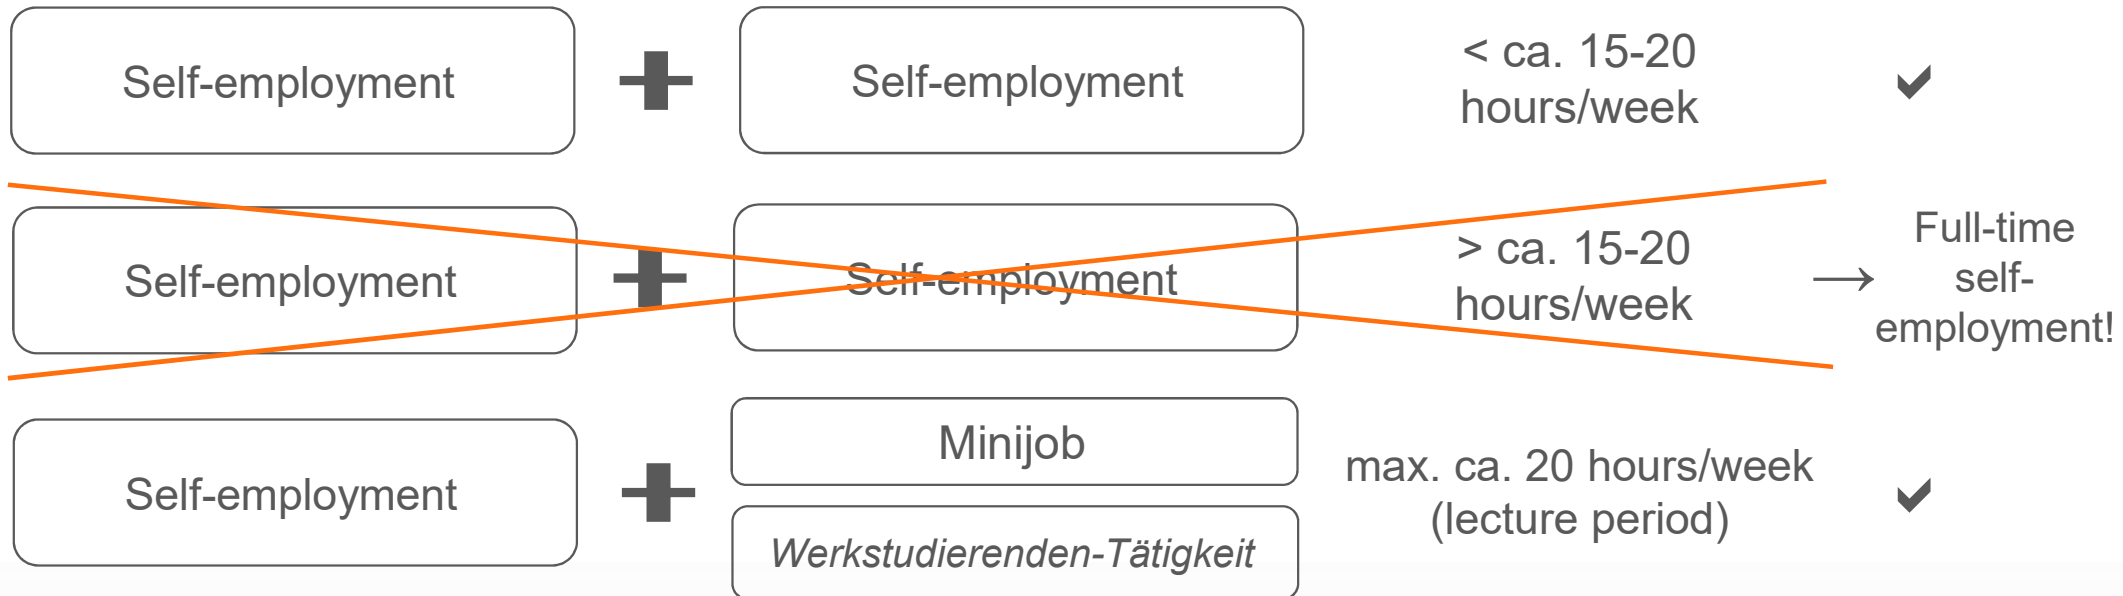 Self-employment
Self-employment
< ca. 15-20
hours/week
Self-employment
Self-employment
> ca. 15-20
hours/week
→
Full-time
self-
employment!
Self-employment
Minijob
Werkstudierenden-Tätigkeit
max. ca. 20 hours/week
(lecture period)